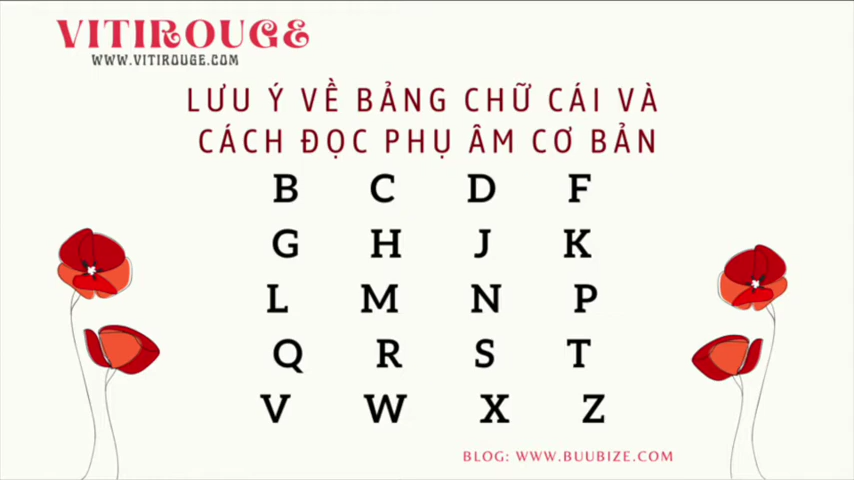 VITIROUGE
WWW.VITIROUGE.COM
LƯU Ý VỀ BẢNG CHỮ CÁI VÀ
CÁCH ĐỌC PHỤ ÂM CƠ BẢN
B C D F
G H J K
L M N P
Q R S T
V W X Z
BLOG: WWW.BUUBIZE.COM